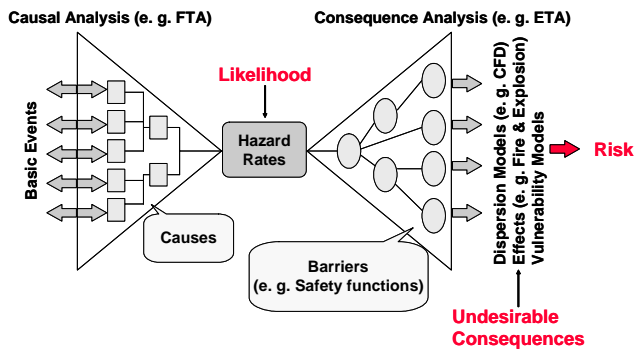 Causal Analysis (e. g. FTA)
Consequence Analysis (e. g. ETA)
Likelihood
Basic Events
Hazard
Rates
Dispersion Models (e. g. CFD)
Effects (e. g. Fire & Explosion)
Vulnerability Models
Risk
Causes
Barriers
(e. g. Safety functions)
Undesirable
Consequences